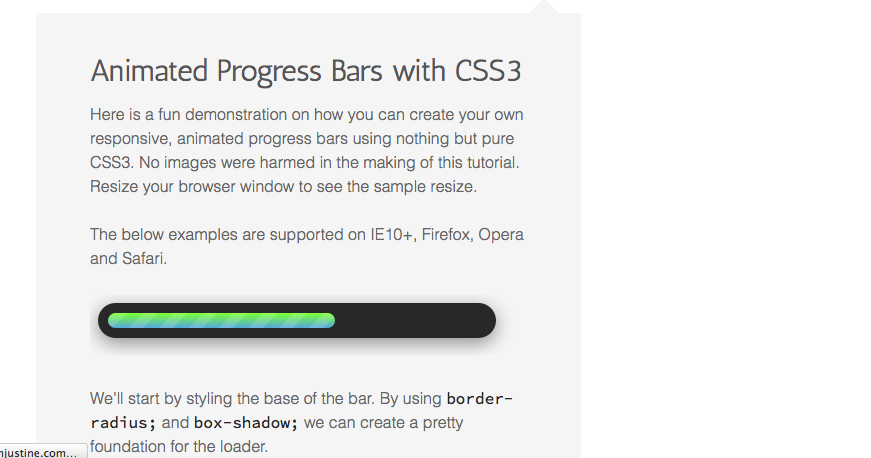 Animated Progress Bars with CSS3
Here is a fun demonstration on how you can create your own
responsive, animated progress bars using nothing but pure
CSS3. No images were harmed in the making of this tutorial.
Resize your browser window to see the sample resize.
The below examples are supported on IE10+, Firefox, Opera
and Safari.
We’ll start by styling the base of the bar. By using border-
radius; and box-shadow; we can create a pretty
foundation for the loader.
njustine.com...